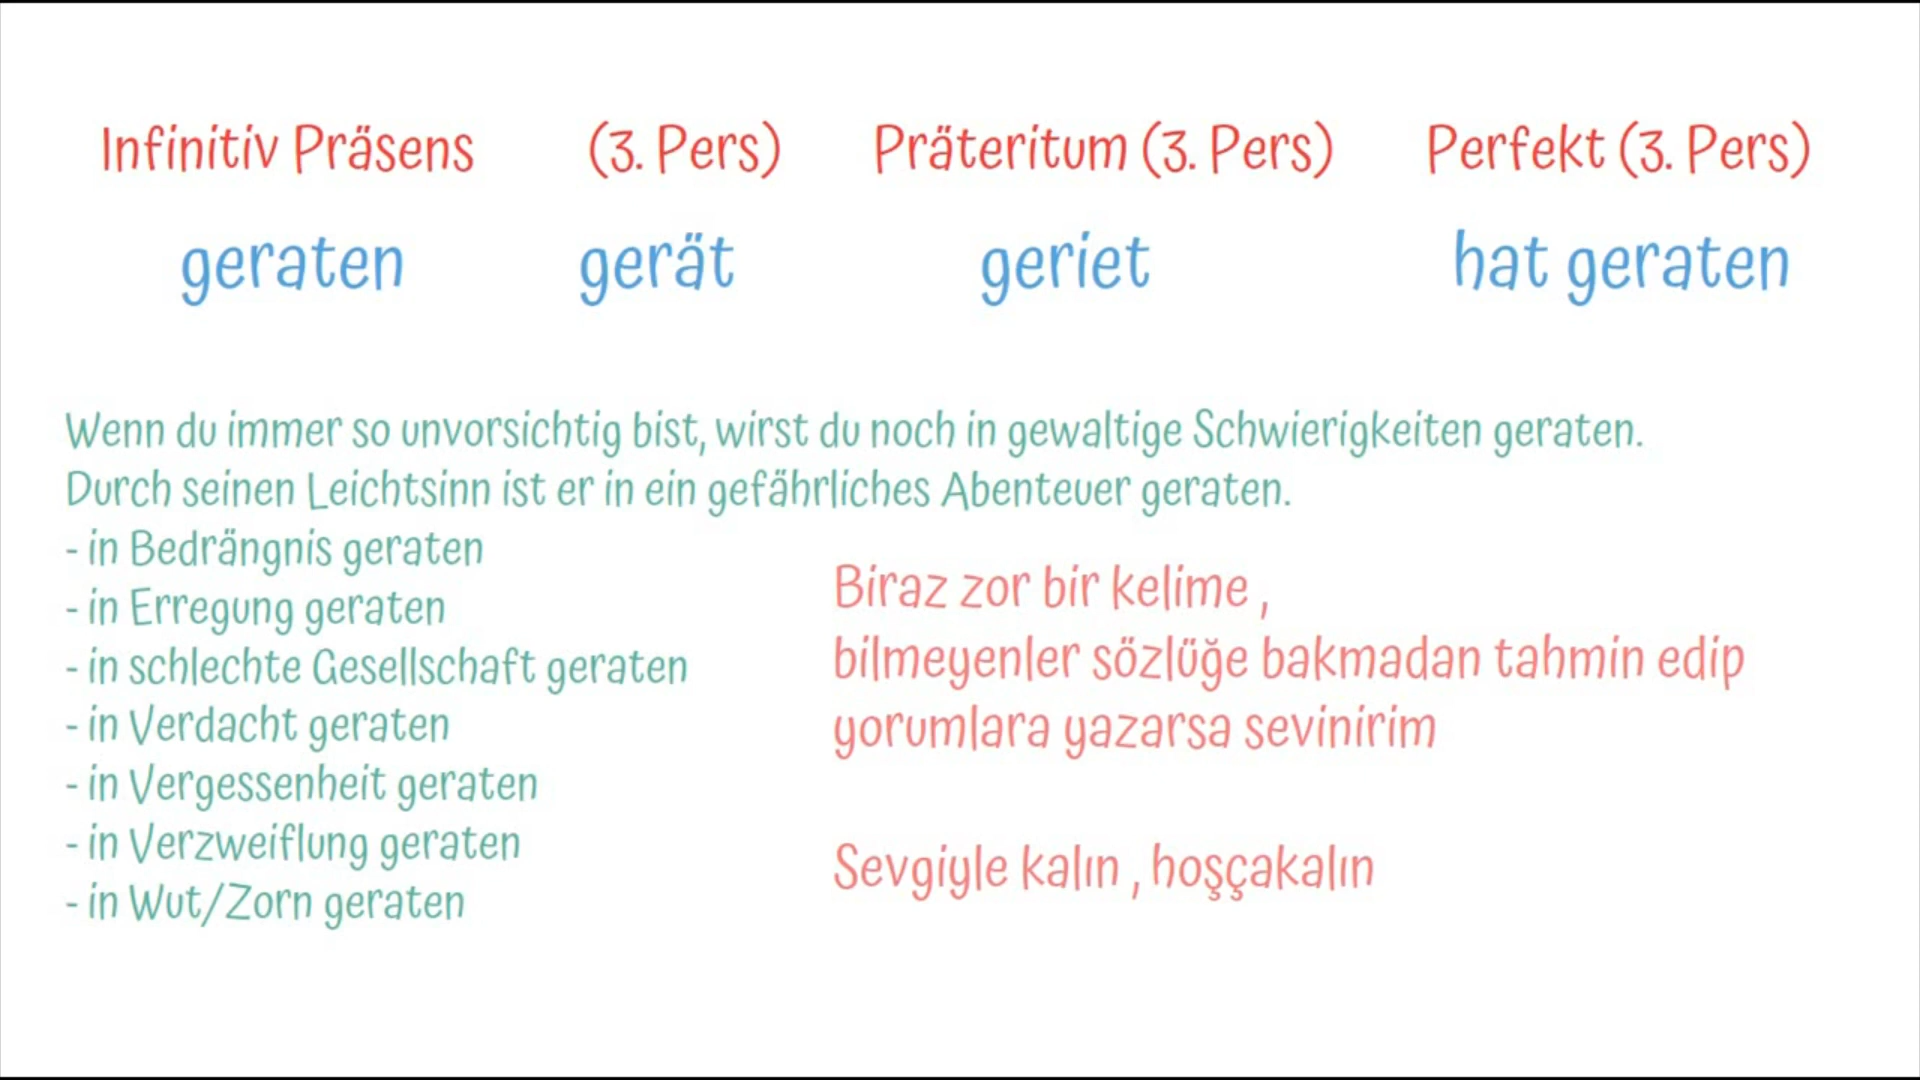 Infinitiv Präsens (3. Pers) Präteritum (3. Pers) Perfekt (3. Pers)
geraten gerät geriet hat geraten
Wenn du immer so unvorsichtig bist, wirst du noch in gewaltige Schwierigkeiten geraten.
Durch seinen Leichtsinn ist er in ein gefährliches Abenteuer geraten.
- in Bedrängnis geraten
- in Erregung geraten
- in schlechte Gesellschaft geraten
- in Verdacht geraten
- in Vergessenheit geraten
- in Verzweiflung geraten
- in Wut/Zorn geraten
Biraz zor bir kelime ,
bilmeyenler sözlüğe bakmadan tahmin edip
yorumlara yazarsa sevinirim
Sevgiyle kalın , hoşçakalın